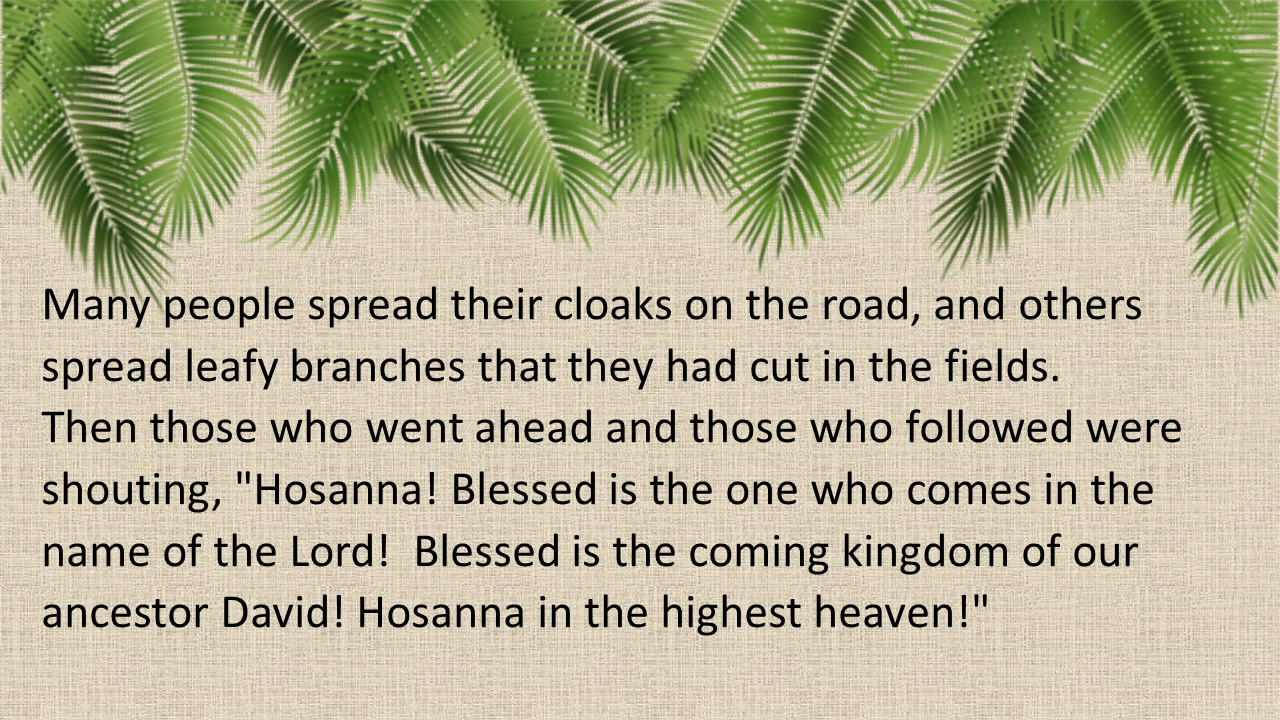 Many people spread their cloaks on the road, and others
spread leafy branches that they had cut in the fields.
Then those who went ahead and those who followed were
shouting, "Hosanna! Blessed is the one who comes in the
name of the Lord!  Blessed is the coming kingdom of our
ancestor David! Hosanna in the highest heaven!"